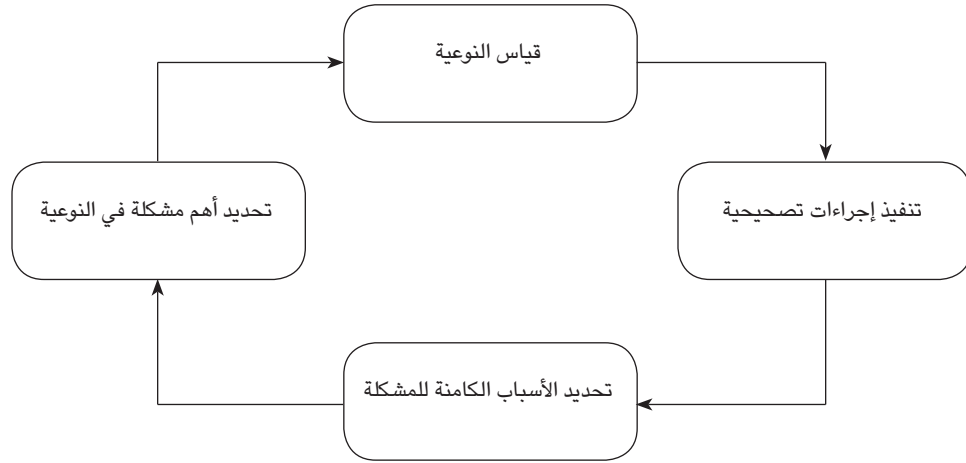 قياس النوعية
تنفيذ إجراءات تصحيحية
تحديد أهم مشكلة في النوعية
تحديد الأسباب الكامنة للمشكلة